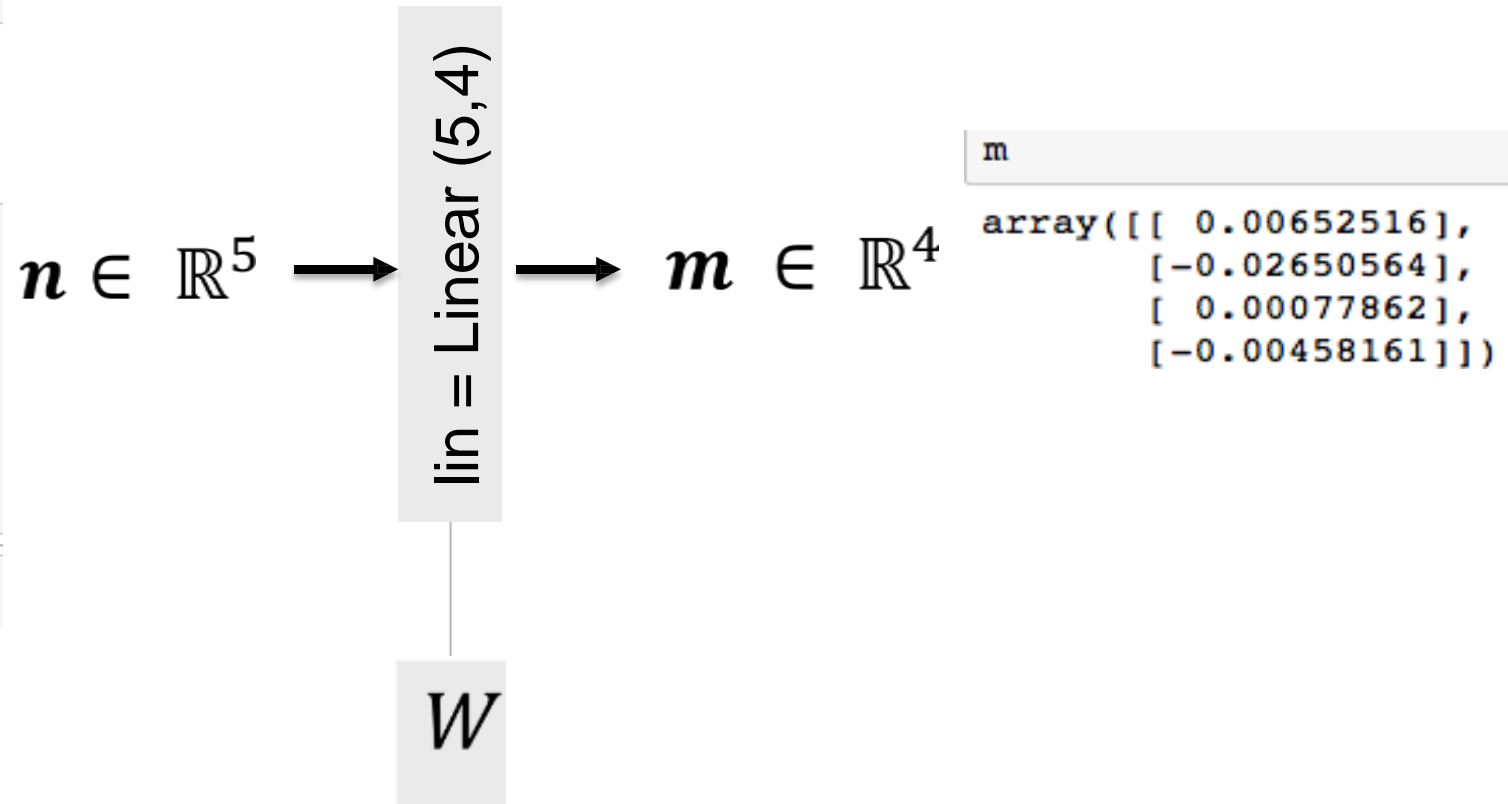 n ∈ ℝ⁵
lin = Linear (5,4)
m ∈ ℝ⁴
m
array([[ 0.00652516],
[-0.02650564],
[ 0.00077862],
[-0.00458161]])
W